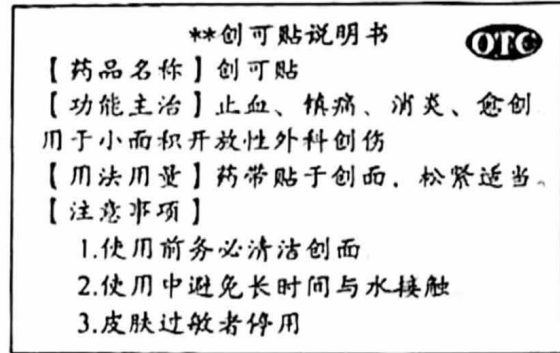 **创可贴说明书
OTC
【药品名称】创可贴
【功能主治】止血、镇痛、消炎、愈创
用于小面积开放性外科创伤
【用法用量】药带贴于创面，松紧适当。
【注意事项】
1.使用前务必清洁创面
2.使用中避免长时间与水接触
3.皮肤过敏者停用